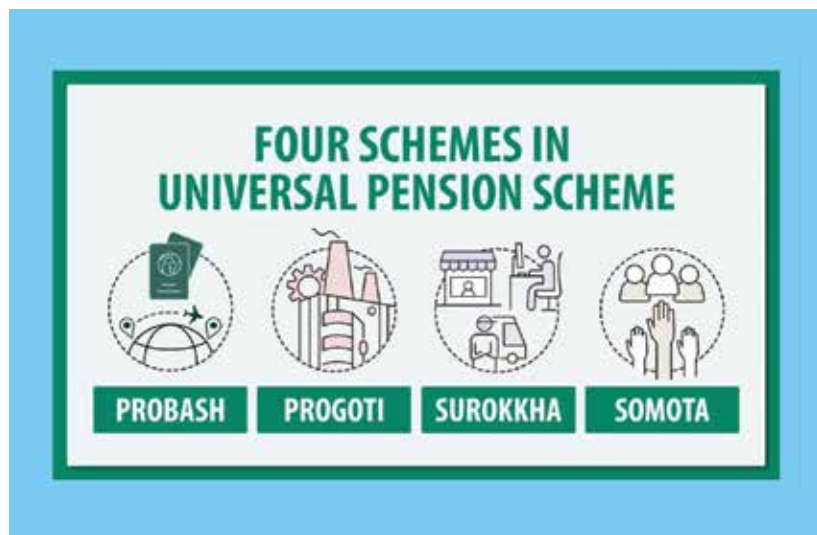 FOUR SCHEMES IN
UNIVERSAL PENSION SCHEME
PROBASH PROGOTI SUROKKHA SOMOTA